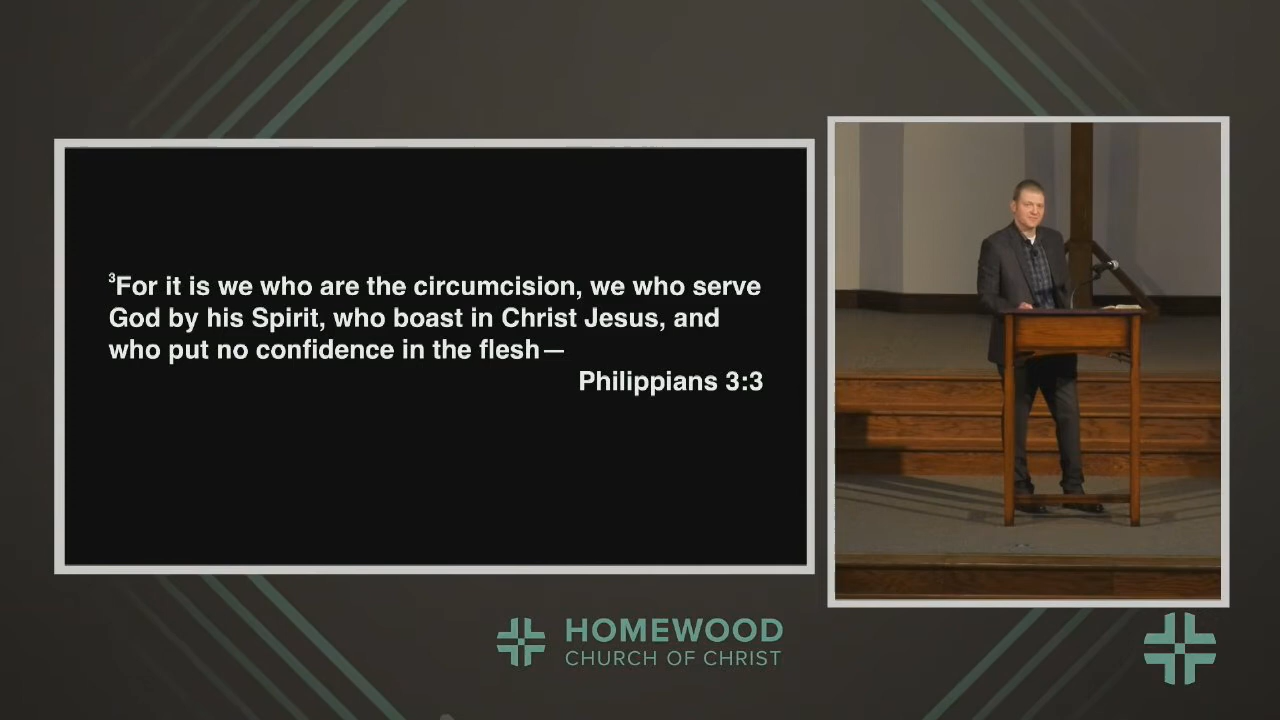 ³For it is we who are the circumcision, we who serve
God by his Spirit, who boast in Christ Jesus, and
who put no confidence in the flesh—
Philippians 3:3
HOMEWOOD
CHURCH OF CHRIST